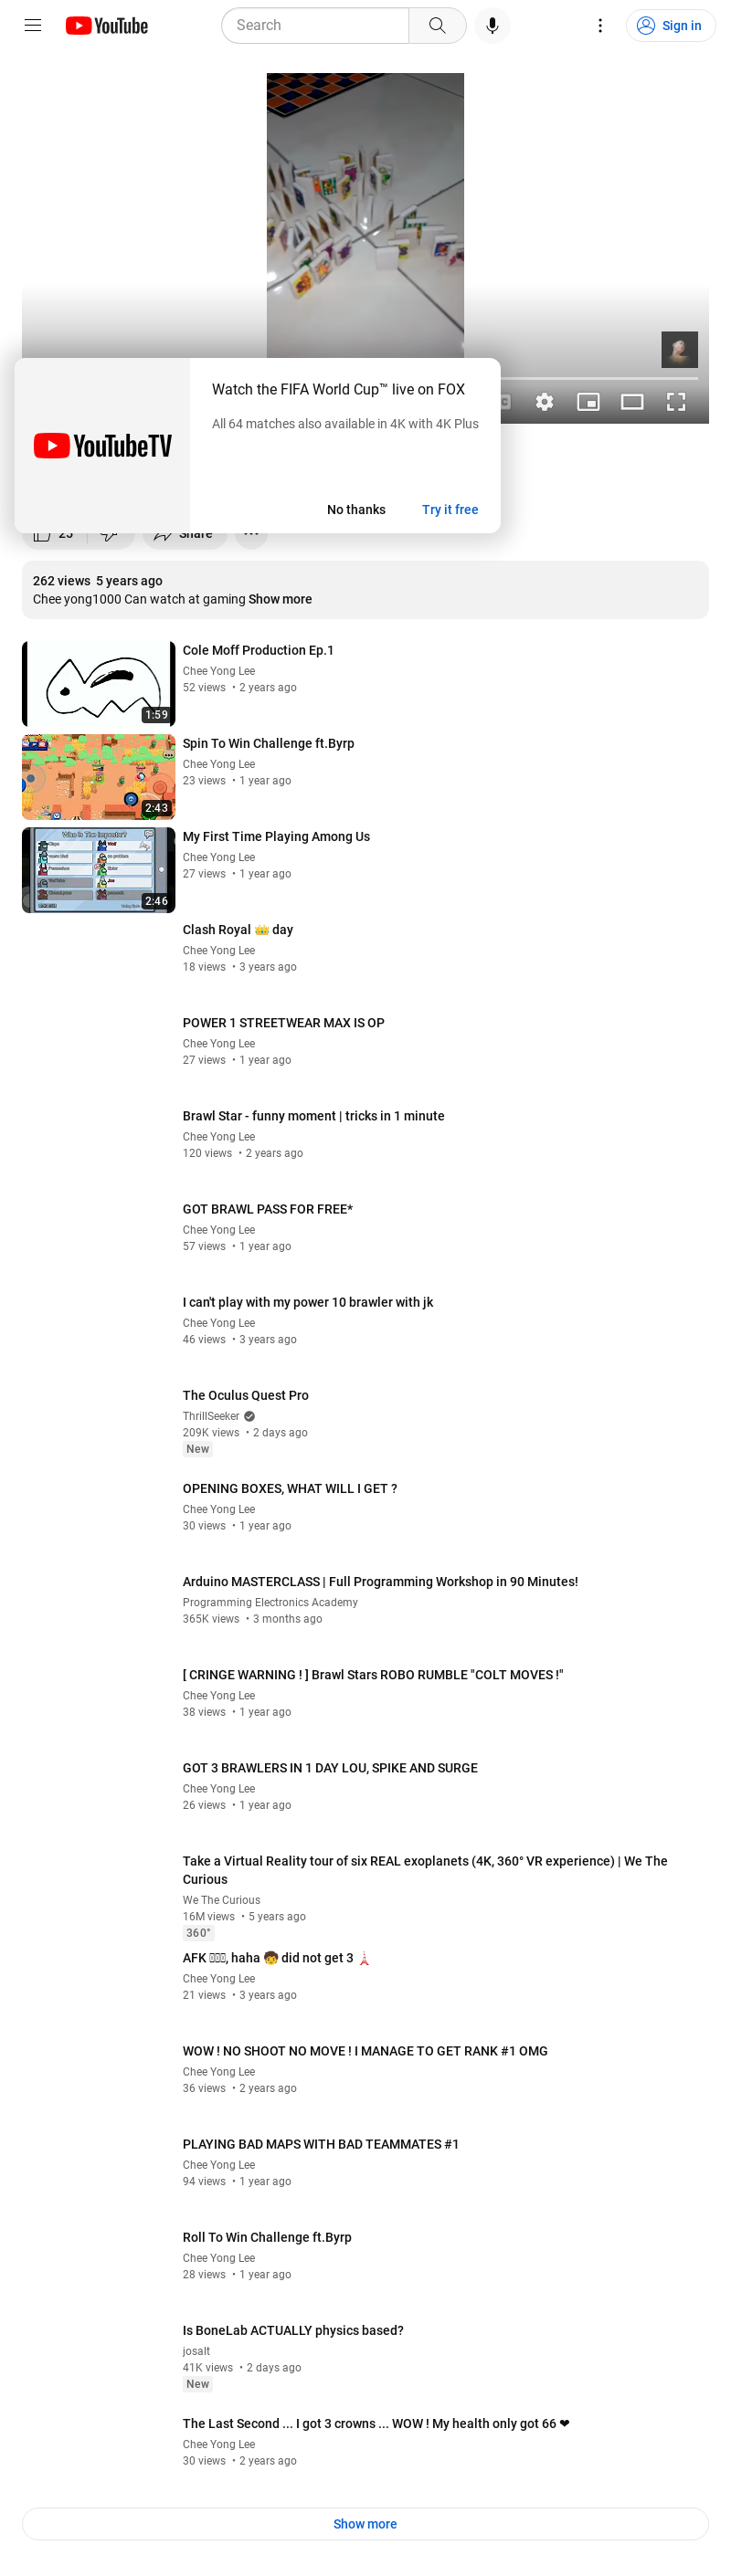 YouTube
Search
Sign in
Watch the FIFA World Cup™ live on FOX
All 64 matches also available in 4K with 4K Plus
YouTubeTV
No thanks
Try it free
25
Share
262 views 5 years ago
Chee yong1000 Can watch at gaming Show more
Cole Moff Production Ep.1
Chee Yong Lee
52 views • 2 years ago
1:59
Spin To Win Challenge ft.Byrp
Chee Yong Lee
23 views • 1 year ago
2:43
My First Time Playing Among Us
Chee Yong Lee
27 views • 1 year ago
Who Is The Impostor?
2:46
Clash Royal 👑 day
Chee Yong Lee
18 views • 3 years ago
POWER 1 STREETWEAR MAX IS OP
Chee Yong Lee
27 views • 1 year ago
Brawl Star - funny moment | tricks in 1 minute
Chee Yong Lee
120 views • 2 years ago
GOT BRAWL PASS FOR FREE*
Chee Yong Lee
57 views • 1 year ago
I can't play with my power 10 brawler with jk
Chee Yong Lee
46 views • 3 years ago
The Oculus Quest Pro
ThrillSeeker
209K views • 2 days ago
New
OPENING BOXES, WHAT WILL I GET ?
Chee Yong Lee
30 views • 1 year ago
Arduino MASTERCLASS | Full Programming Workshop in 90 Minutes!
Programming Electronics Academy
365K views • 3 months ago
[ CRINGE WARNING ! ] Brawl Stars ROBO RUMBLE "COLT MOVES !"
Chee Yong Lee
38 views • 1 year ago
GOT 3 BRAWLERS IN 1 DAY LOU, SPIKE AND SURGE
Chee Yong Lee
26 views • 1 year ago
Take a Virtual Reality tour of six REAL exoplanets (4K, 360° VR experience) | We The
Curious
We The Curious
16M views • 5 years ago
360°
AFK , haha 🧒 did not get 3 🗼
Chee Yong Lee
21 views • 3 years ago
WOW ! NO SHOOT NO MOVE ! I MANAGE TO GET RANK #1 OMG
Chee Yong Lee
36 views • 2 years ago
PLAYING BAD MAPS WITH BAD TEAMMATES #1
Chee Yong Lee
94 views • 1 year ago
Roll To Win Challenge ft.Byrp
Chee Yong Lee
28 views • 1 year ago
Is BoneLab ACTUALLY physics based?
josalt
41K views • 2 days ago
New
The Last Second ... I got 3 crowns ... WOW ! My health only got 66 ❤
Chee Yong Lee
30 views • 2 years ago
Show more